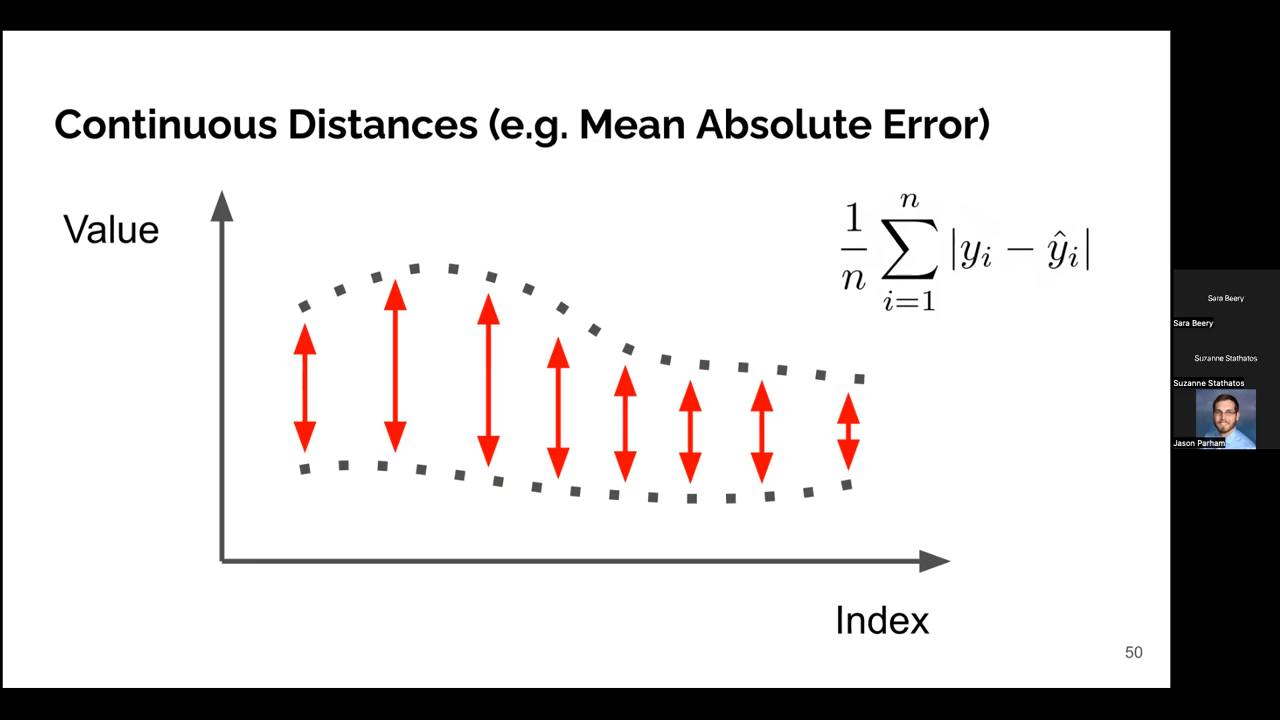 Continuous Distances (e.g. Mean Absolute Error)
Value
1/n ∑_{i=1}^{n} |y_i − ŷ_i|
Index
50
Sara Beery
Sara Beery
Suzanne Stathatos
Suzanne Stathatos
Jason Parham